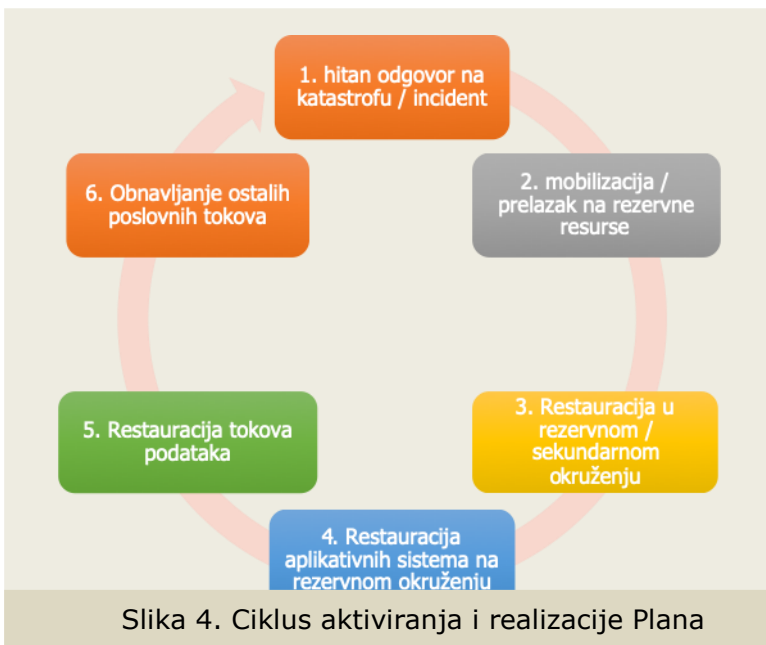 1. hitan odgovor na
katastrofu / incident
2. mobilizacija /
prelazak na rezervne
resurse
3. Restauracija u
rezervnom /
sekundarnom
okruženju
4. Restauracija
aplikativnih sistema na
rezervnom okruženju
5. Restauracija tokova
podataka
6. Obnavljanje ostalih
poslovnih tokova
Slika 4. Ciklus aktiviranja i realizacije Plana